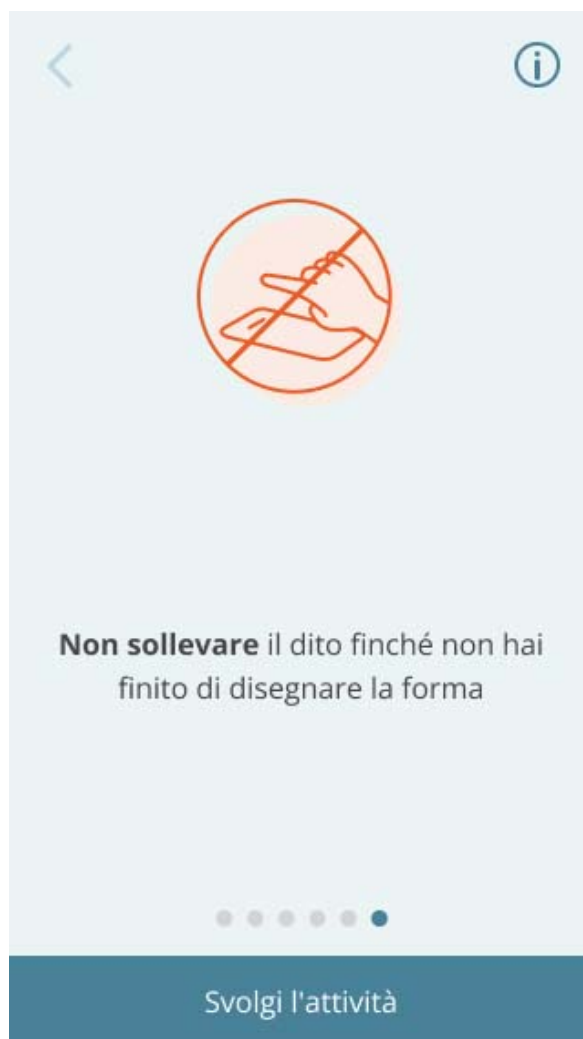 Non sollevare il dito finché non hai
finito di disegnare la forma
Svolgi l'attività